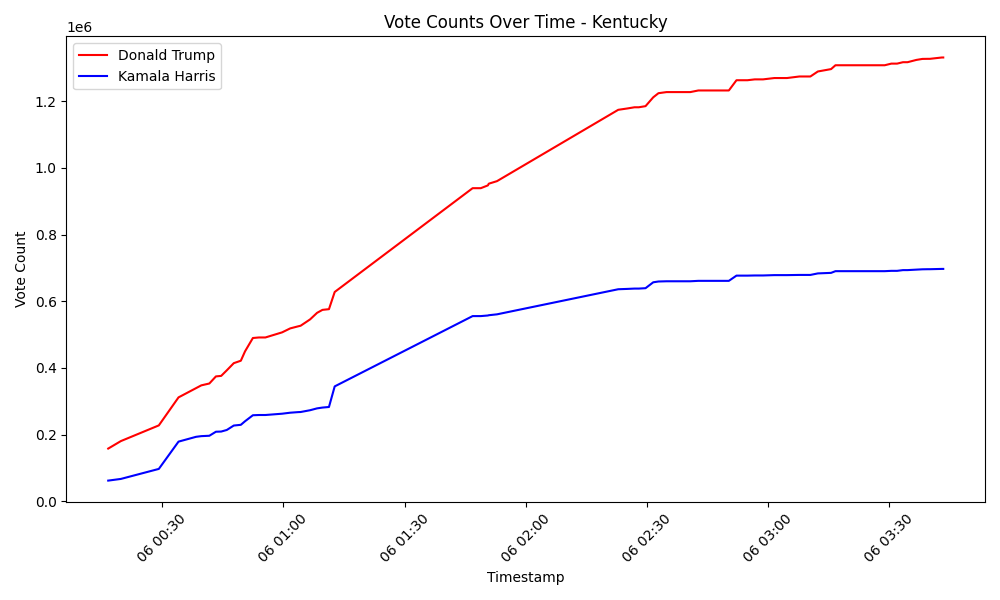 Vote Counts Over Time - Kentucky
1e6
Donald Trump
Kamala Harris
Vote Count
1.2
1.0
0.8
0.6
0.4
0.2
0.0
06 00:30
06 01:00
06 01:30
06 02:00
06 02:30
06 03:00
06 03:30
Timestamp